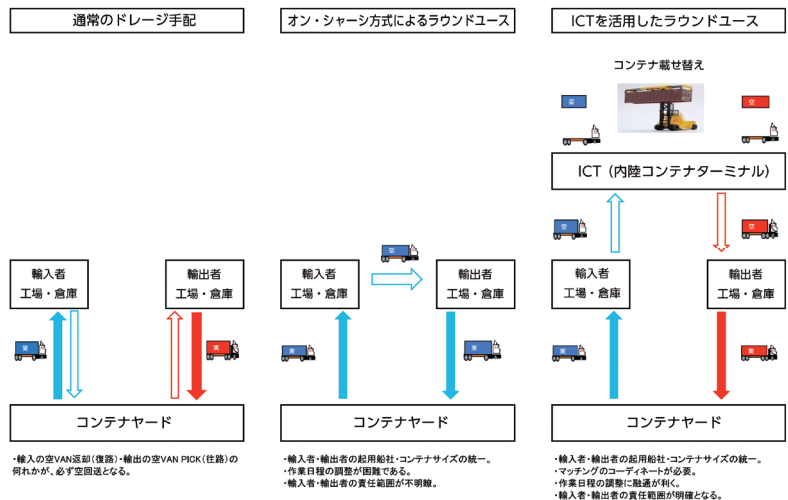 通常のドレージ手配
オン・シャーシ方式によるラウンドユース
ICTを活用したラウンドユース
コンテナ載せ替え
空
空
ICT（内陸コンテナターミナル）
空
空
空
輸入者
工場・倉庫
輸出者
工場・倉庫
輸入者
工場・倉庫
輸出者
工場・倉庫
輸入者
工場・倉庫
輸出者
工場・倉庫
実
実
実
実
実
実
コンテナヤード
コンテナヤード
コンテナヤード
・輸入の空VAN返却（復路）・輸出の空VAN PICK（往路）の
何れかが、必ず空回送となる。
・輸入者・輸出者の起用船社・コンテナサイズの統一。
・作業日程の調整が困難である。
・輸入者・輸出者の責任範囲が不明瞭。
・輸入者・輸出者の起用船社・コンテナサイズの統一。
・マッチングのコーディネートが必要。
・作業日程の調整に融通が利く。
・輸入者・輸出者の責任範囲が明確となる。